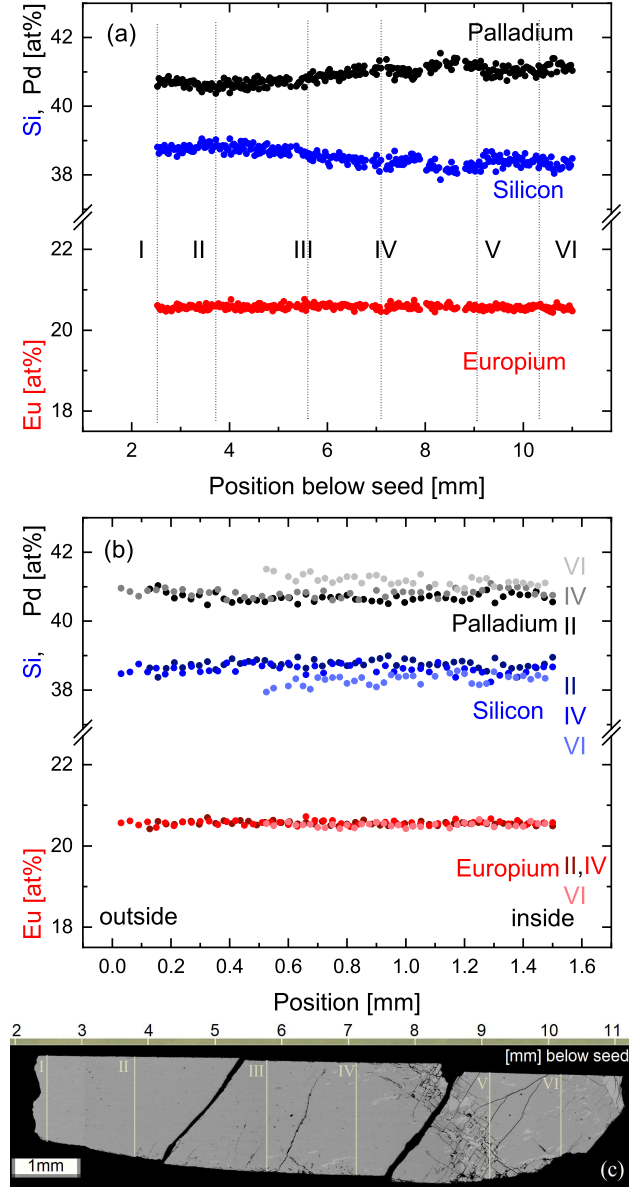 (a)
Palladium
Si, Pd [at%]
42
40
38
Silicon
I II III IV V VI
22
20
18
Eu [at%]
Europium
2 4 6 8 10
Position below seed [mm]
(b)
Si, Pd [at%]
42
40
38
VI
IV
Palladium II
II
Silicon IV
VI
22
20
18
Eu [at%]
Europium II,IV
VI
outside inside
0.0 0.2 0.4 0.6 0.8 1.0 1.2 1.4 1.6
Position [mm]
2 3 4 5 6 7 8 9 10 11
[mm] below seed
I II III IV V VI
1mm
(c)